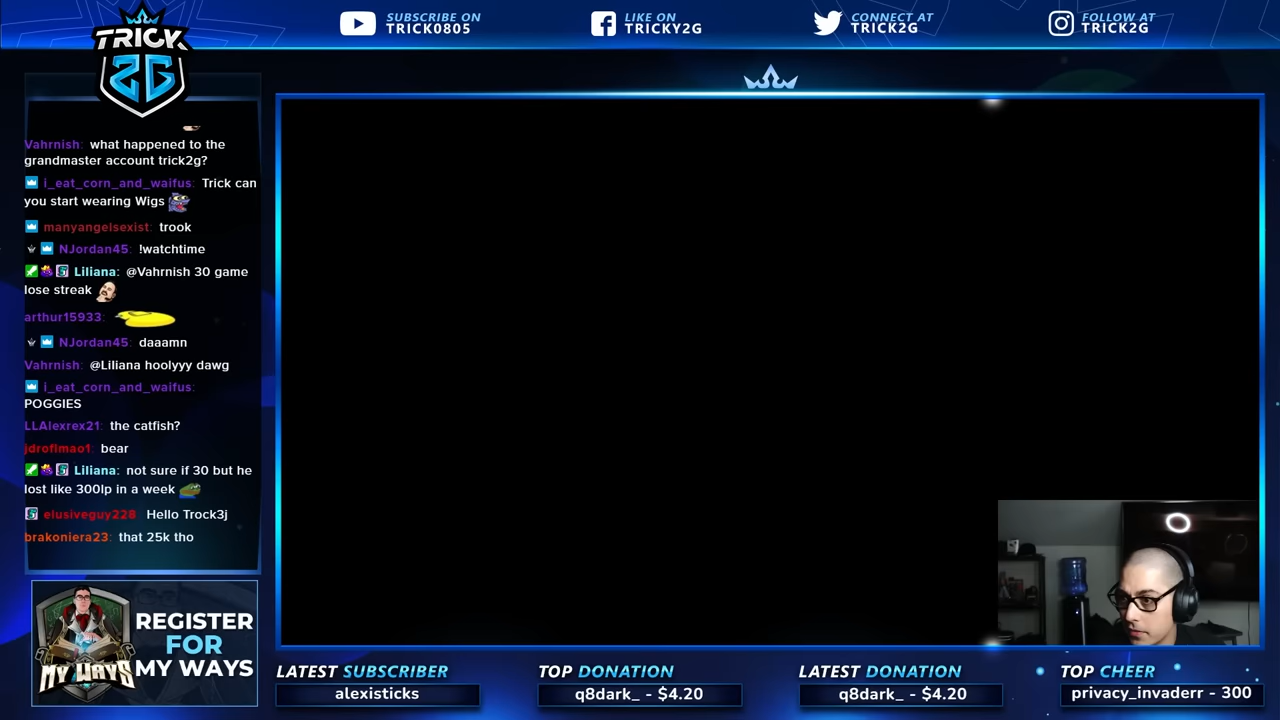 TRICK
2G
SUBSCRIBE ON
TRICK0805
LIKE ON
TRICKY2G
CONNECT AT
TRICK2G
FOLLOW AT
TRICK2G
Vahrnish: what happened to the
grandmaster account trick2g?
i_eat_corn_and_waifus: Trick can
you start wearing Wigs
manyangelsexist: trook
NJordan45: !watchtime
Liliana: @Vahrnish 30 game
lose streak
arthur15933:
NJordan45: daaamn
Vahrnish: @Liliana hoolyyy dawg
i_eat_corn_and_waifus:
POGGIES
LLAlexrex21: the catfish?
jdroflmao1: bear
Liliana: not sure if 30 but he
lost like 300lp in a week
elusiveguy228: Hello Trock3j
brakoniera23: that 25k tho
MY WAYS
REGISTER
FOR
MY WAYS
LATEST SUBSCRIBER
alexisticks
TOP DONATION
q8dark_ - $4.20
LATEST DONATION
q8dark_ - $4.20
TOP CHEER
privacy_invaderr - 300